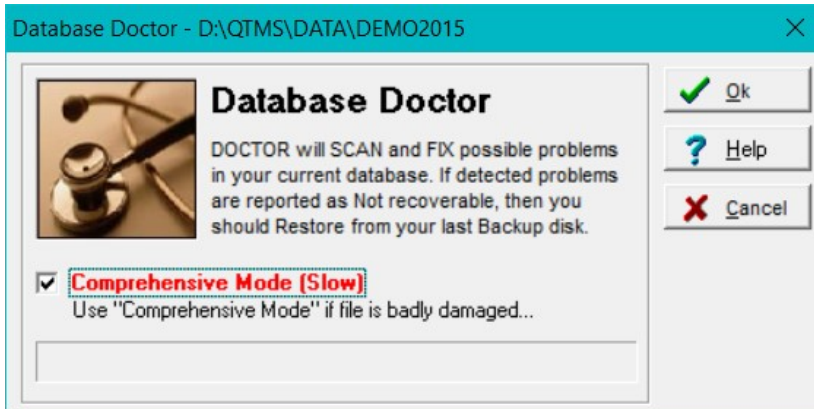 Database Doctor - D:\QTMS\DATA\DEMO2015
Database Doctor
DOCTOR will SCAN and FIX possible problems
in your current database. If detected problems
are reported as Not recoverable, then you
should Restore from your last Backup disk.
Comprehensive Mode (Slow)
Use "Comprehensive Mode" if file is badly damaged...
Ok
Help
Cancel